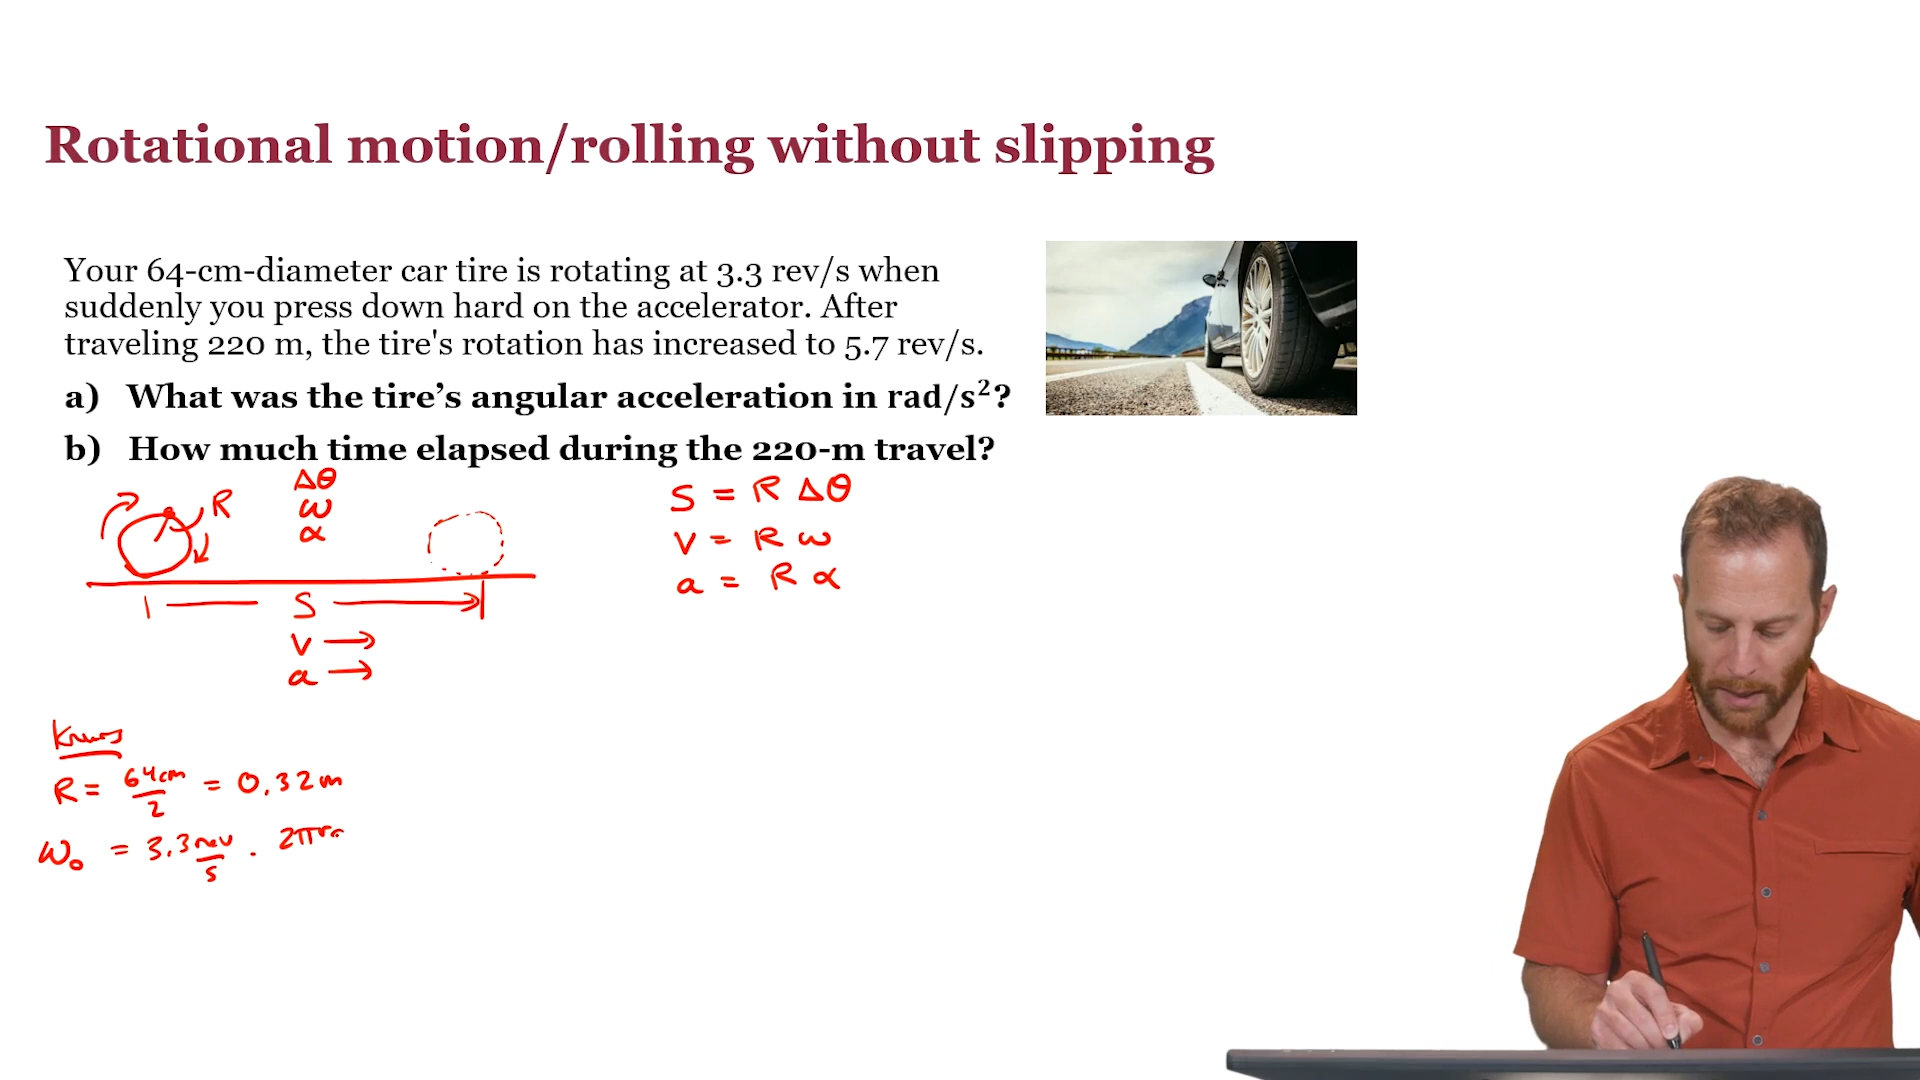 Rotational motion/rolling without slipping
Your 64-cm-diameter car tire is rotating at 3.3 rev/s when
suddenly you press down hard on the accelerator. After
traveling 220 m, the tire's rotation has increased to 5.7 rev/s.
a) What was the tire’s angular acceleration in rad/s²?
b) How much time elapsed during the 220-m travel?
Δθ
ω
α
R
S
v →
a →
S = R Δθ
v = R ω
a = R α
R = 64cm/2 = 0.32m
ω₀ = 3.3 rev/s · 2π